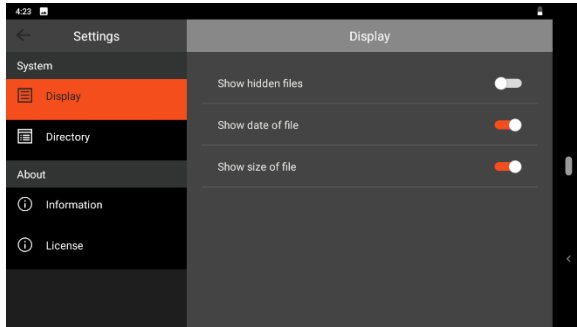 4:23
Settings
Display
System
Display
Directory
About
Information
License
Show hidden files
Show date of file
Show size of file